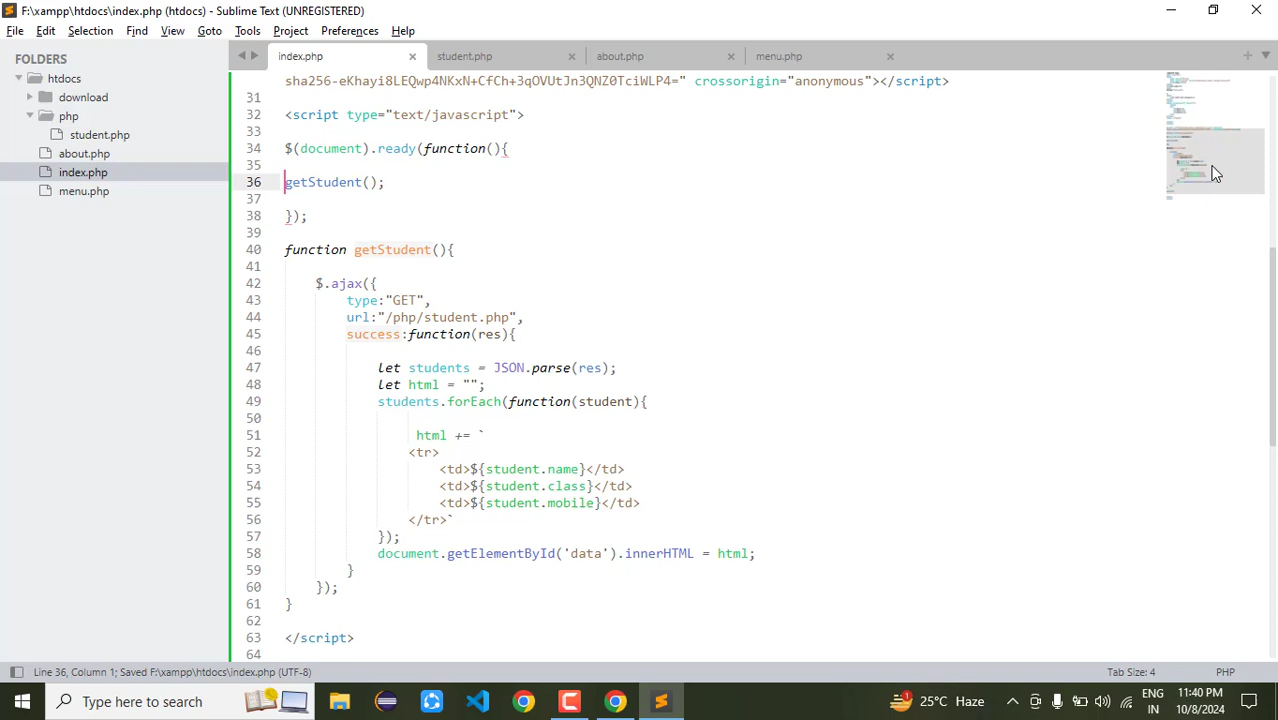 F:\xampp\htdocs\index.php (htdocs) - Sublime Text (UNREGISTERED)
File Edit Selection Find View Goto Tools Project Preferences Help
FOLDERS
htdocs
download
php
student.php
about.php
index.php
menu.php
index.php student.php about.php menu.php
sha256-eKhayi8LEQwp4NKxN+CfCh+3qOVUtJn3QNZ0TciWLP4=" crossorigin="anonymous"></script>
31
32 <script type="text/javascript">
33
34 $(document).ready(function(){
35
36 getStudent();
37
38 });
39
40 function getStudent(){
41
42 $.ajax({
43 type:"GET",
44 url:"/php/student.php",
45 success:function(res){
46
47 let students = JSON.parse(res);
48 let html = "";
49 students.forEach(function(student){
50
51 html += `
52 <tr>
53 <td>${student.name}</td>
54 <td>${student.class}</td>
55 <td>${student.mobile}</td>
56 </tr>`
57 });
58 document.getElementById('data').innerHTML = html;
59 }
60 });
61 }
62
63 </script>
64
Line 36, Column 1; Saved F:\xampp\htdocs\index.php (UTF-8) Tab Size: 4 PHP
Type here to search
1 25°C Haze
ENG
IN
11:40 PM
10/8/2024